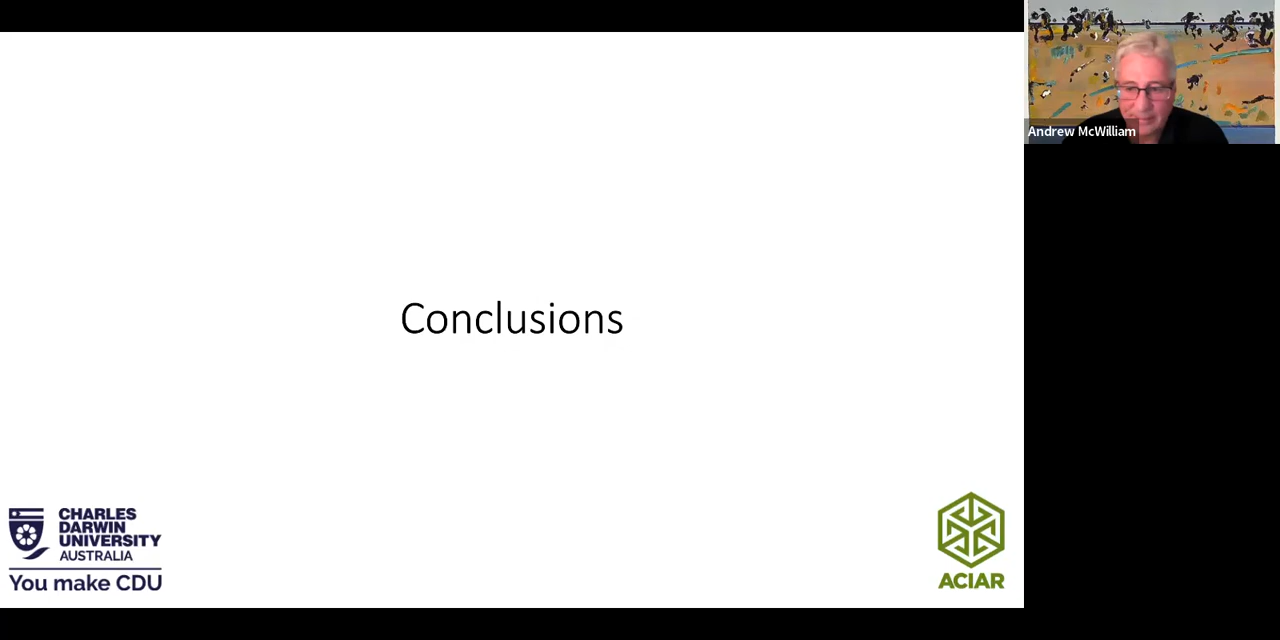 Andrew McWilliam
Conclusions
CHARLES
DARWIN
UNIVERSITY
AUSTRALIA
You make CDU
ACIAR